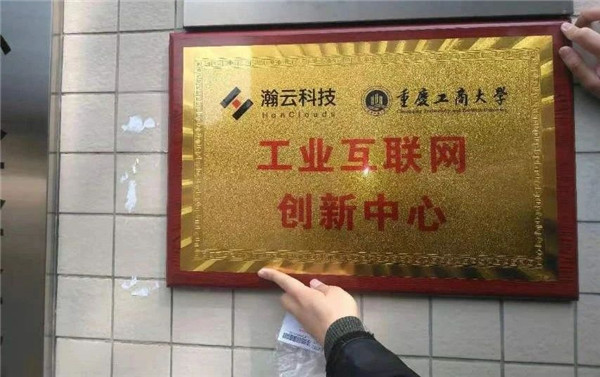 瀚云科技
HanClouds
重庆工商大学
工业互联网
创新中心